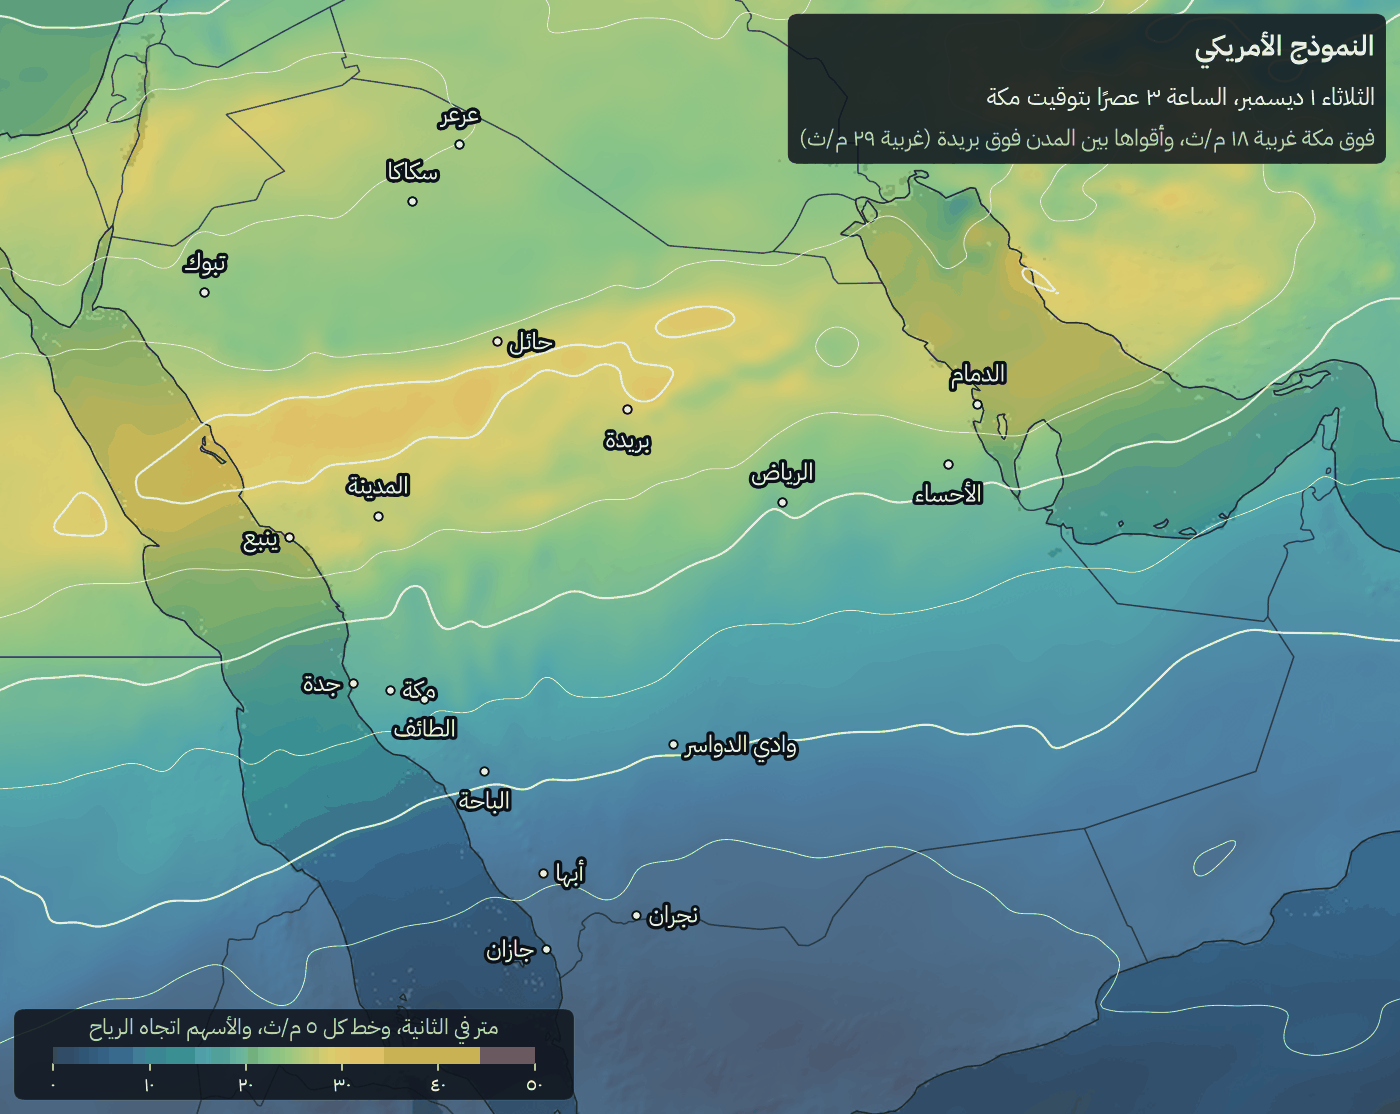 النموذج الأمريكي
الثلاثاء ١ ديسمبر، الساعة ٣ عصرًا بتوقيت مكة
فوق مكة غربية ١٨ م/ث، وأقواها بين المدن فوق بريدة (غربية ٢٩ م/ث)
عرعر
سكاكا
تبوك
حائل
الدمام
بريدة
الرياض
المدينة
الأحساء
ينبع
مكة
جدة
الطائف
وادي الدواسر
الباحة
أبها
نجران
جازان
متر في الثانية، وخط كل ٥ م/ث، والأسهم اتجاه الرياح
٠ ١٠ ٢٠ ٣٠ ٤٠ ٥٠